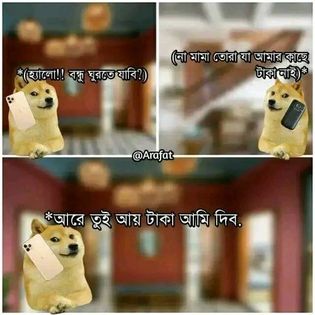 *(হ্যালো!! বন্ধু ঘুরতে যাবি?)
(না মামা তোরা যা আমার কাছে
টাকা নাই)*
@Arafat
*আরে তুই আয় টাকা আমি দিব.